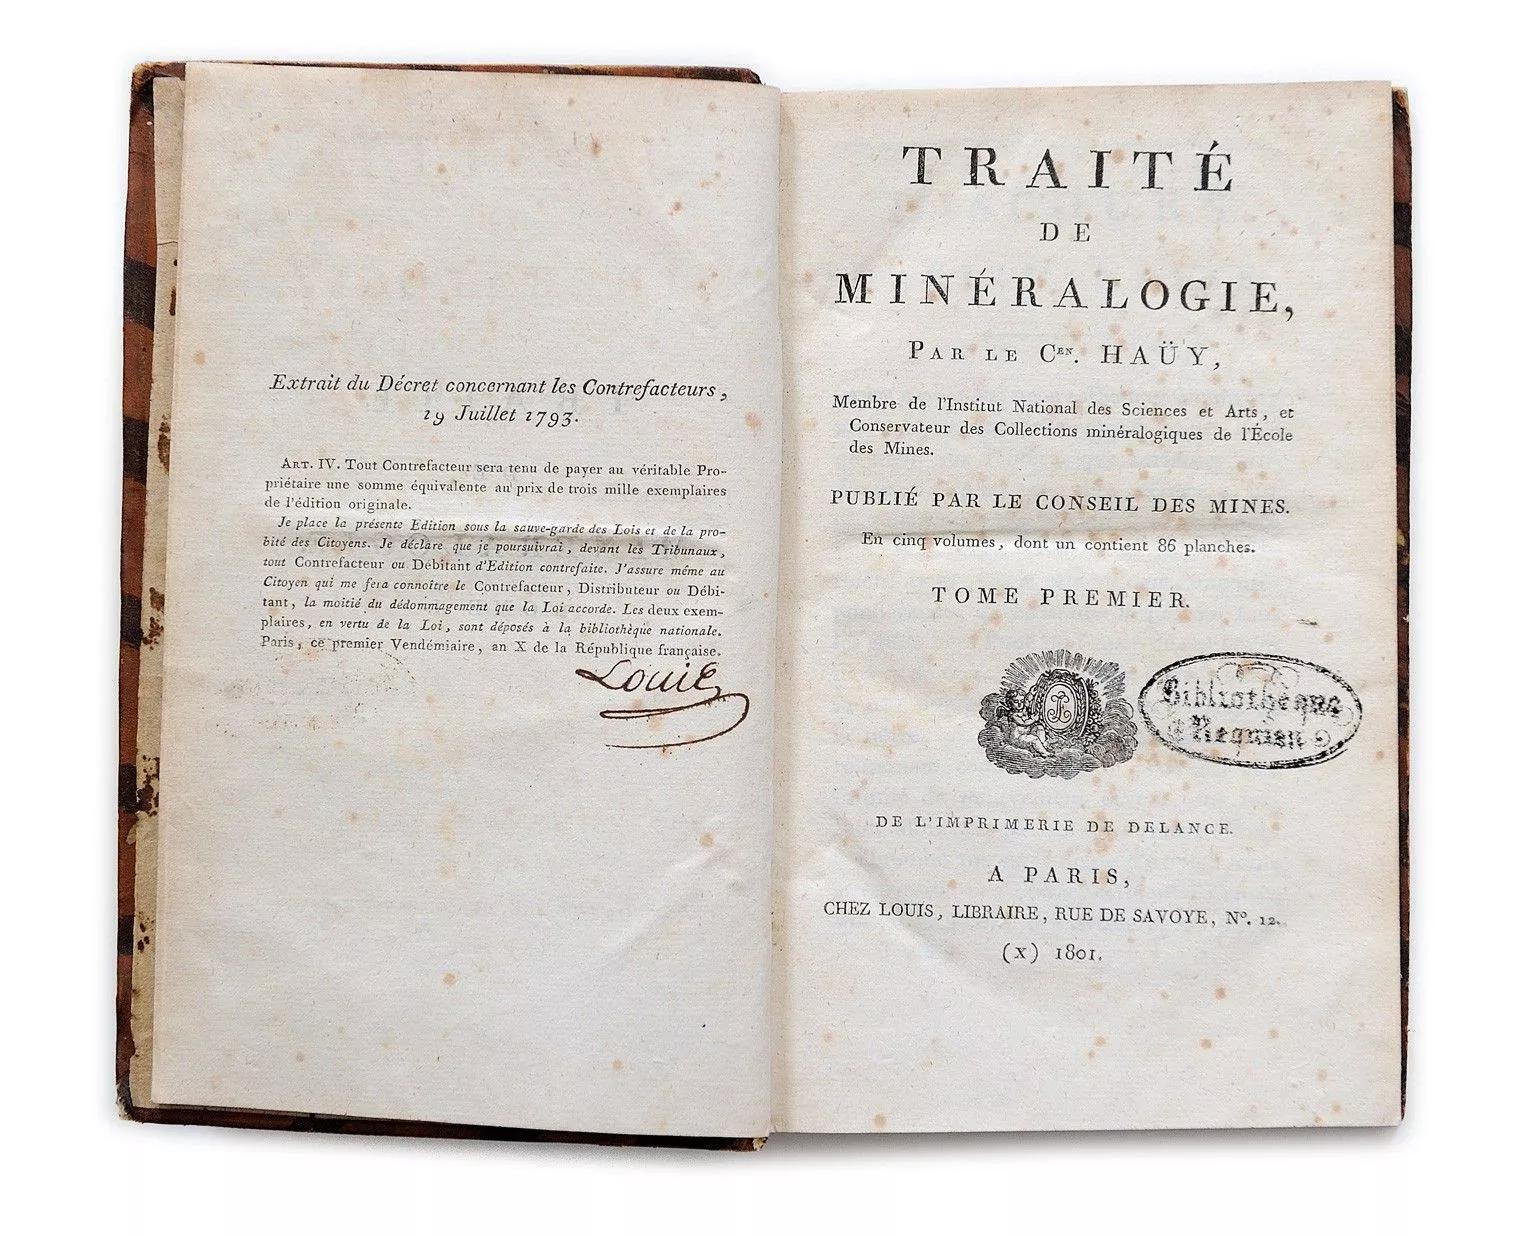 Extrait du Décret concernant les Contrefacteurs,
19 Juillet 1793.
ART. IV. Tout Contrefacteur sera tenu de payer au véritable Pro-
priétaire une somme équivalente au prix de trois mille exemplaires
de l'édition originale.
Je place la présente Edition sous la sauve-garde des Lois et de la pro-
bité des Citoyens. Je déclare que je poursuivrai, devant les Tribunaux,
tout Contrefacteur ou Débitant d'Edition contrefaite. J'assure même au
Citoyen qui me fera connoître le Contrefacteur, Distributeur ou Débi-
tant, la moitié du dédommagement que la Loi accorde. Les deux exem-
plaires, en vertu de la Loi, sont déposés à la bibliothèque nationale.
Paris, ce premier Vendémiaire, an X de la République française.
Louis
TRAITÉ
DE
MINÉRALOGIE,
PAR LE CEN. HAÜY,
Membre de l'Institut National des Sciences et Arts, et
Conservateur des Collections minéralogiques de l'École
des Mines.
PUBLIÉ PAR LE CONSEIL DES MINES.
En cinq volumes, dont un contient 86 planches.
TOME PREMIER.
Bibliothèque
Requien
DE L'IMPRIMERIE DE DELANCE.
A PARIS,
CHEZ LOUIS, LIBRAIRE, RUE DE SAVOYE, Nº. 12.
(X) 1801.